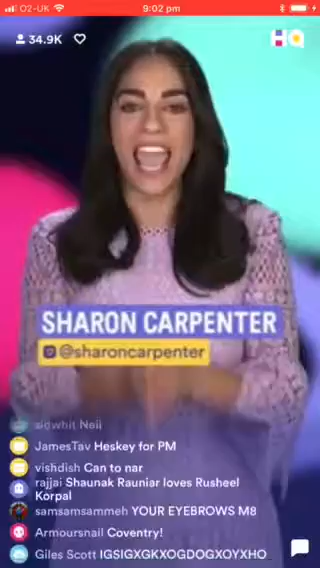 O2-UK
9:02 pm
34.9K
HQ
SHARON CARPENTER
@sharoncarpenter
Neii
JamesTav Heskey for PM
vishdish Can to nar
rajjai Shaunak Rauniar loves Rusheel
Korpal
samsamsammeh YOUR EYEBROWS M8
Armoursnail Coventry!
Giles Scott IGSIGXGKXOGDOGXOYXHO